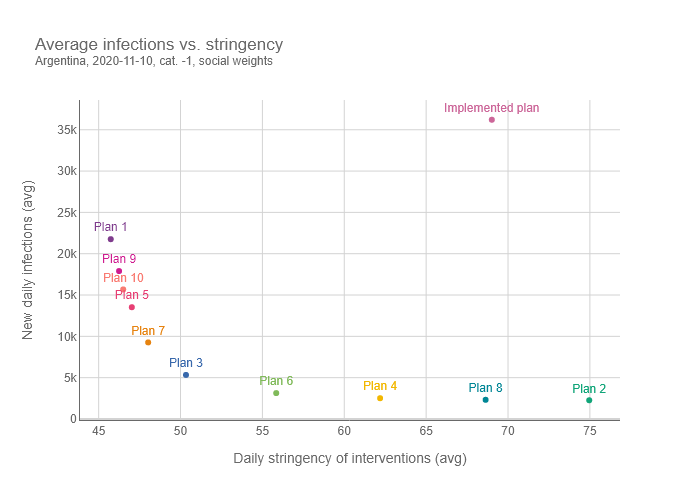 Average infections vs. stringency
Argentina, 2020-11-10, cat. -1, social weights
New daily infections (avg)
35k
30k
25k
20k
15k
10k
5k
0
Implemented plan
Plan 1
Plan 9
Plan 10
Plan 5
Plan 7
Plan 3
Plan 6
Plan 4
Plan 8
Plan 2
45
50
55
60
65
70
75
Daily stringency of interventions (avg)